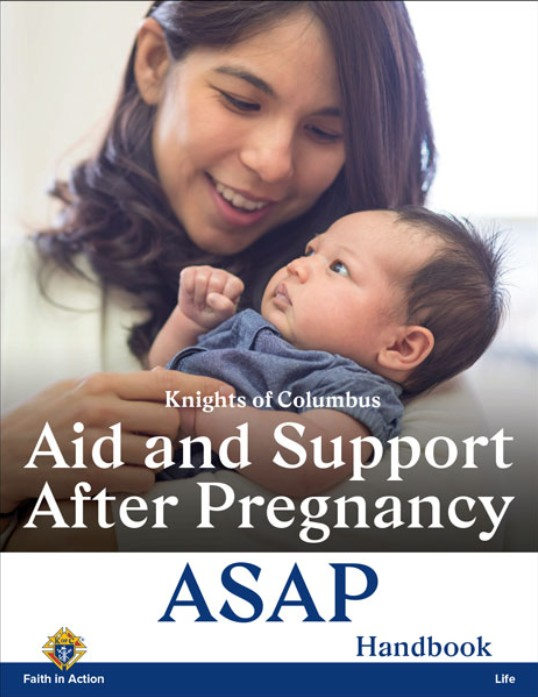 Knights of Columbus
Aid and Support
After Pregnancy
ASAP
Handbook
Faith in Action
Life